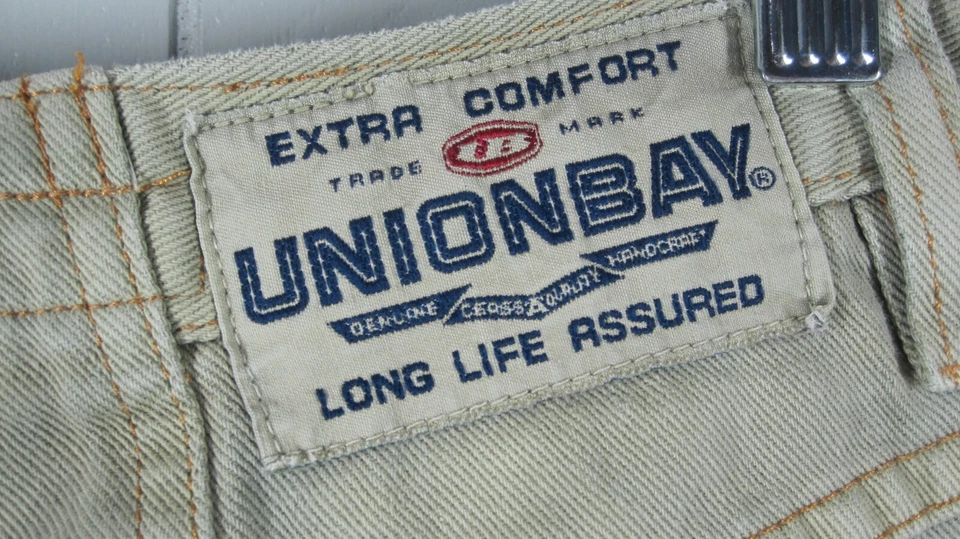 EXTRA COMFORT
TRADE MARK
UNIONBAY®
GENUINE QUALITY HANDCRAFT
LONG LIFE ASSURED